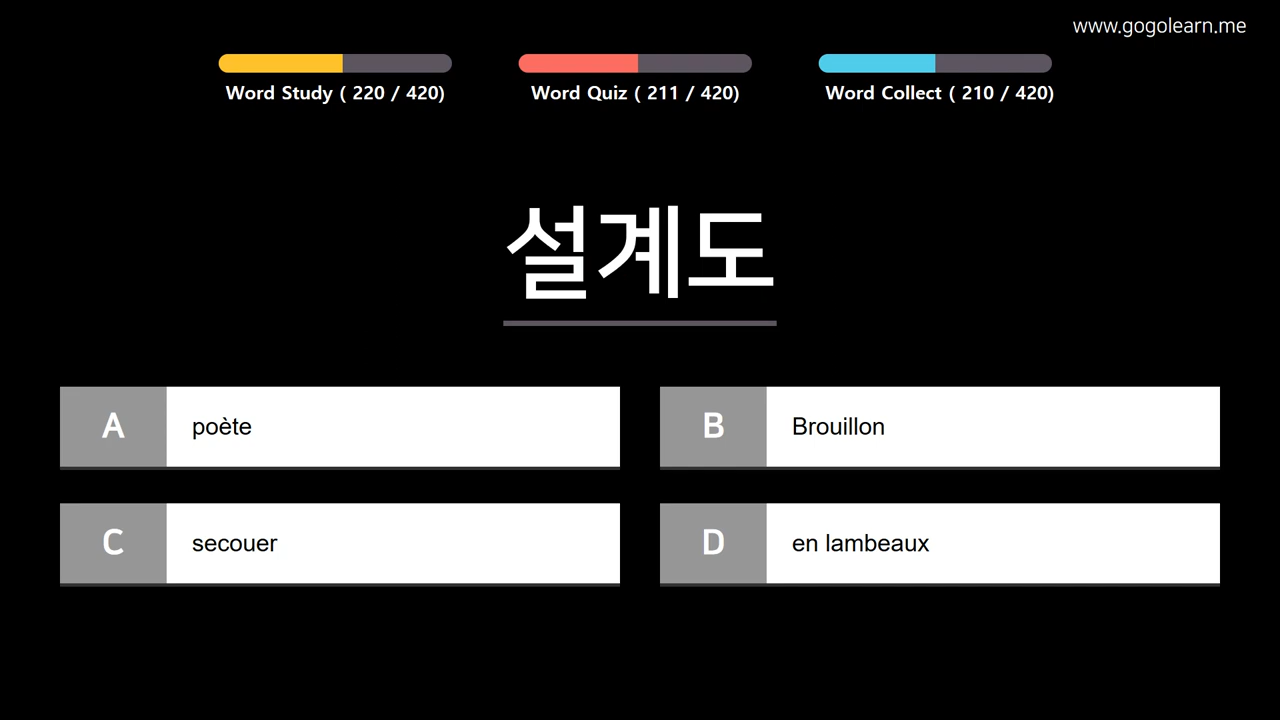 www.gogolearn.me
Word Study ( 220 / 420)
Word Quiz ( 211 / 420)
Word Collect ( 210 / 420)
설계도
A poète
B Brouillon
C secouer
D en lambeaux